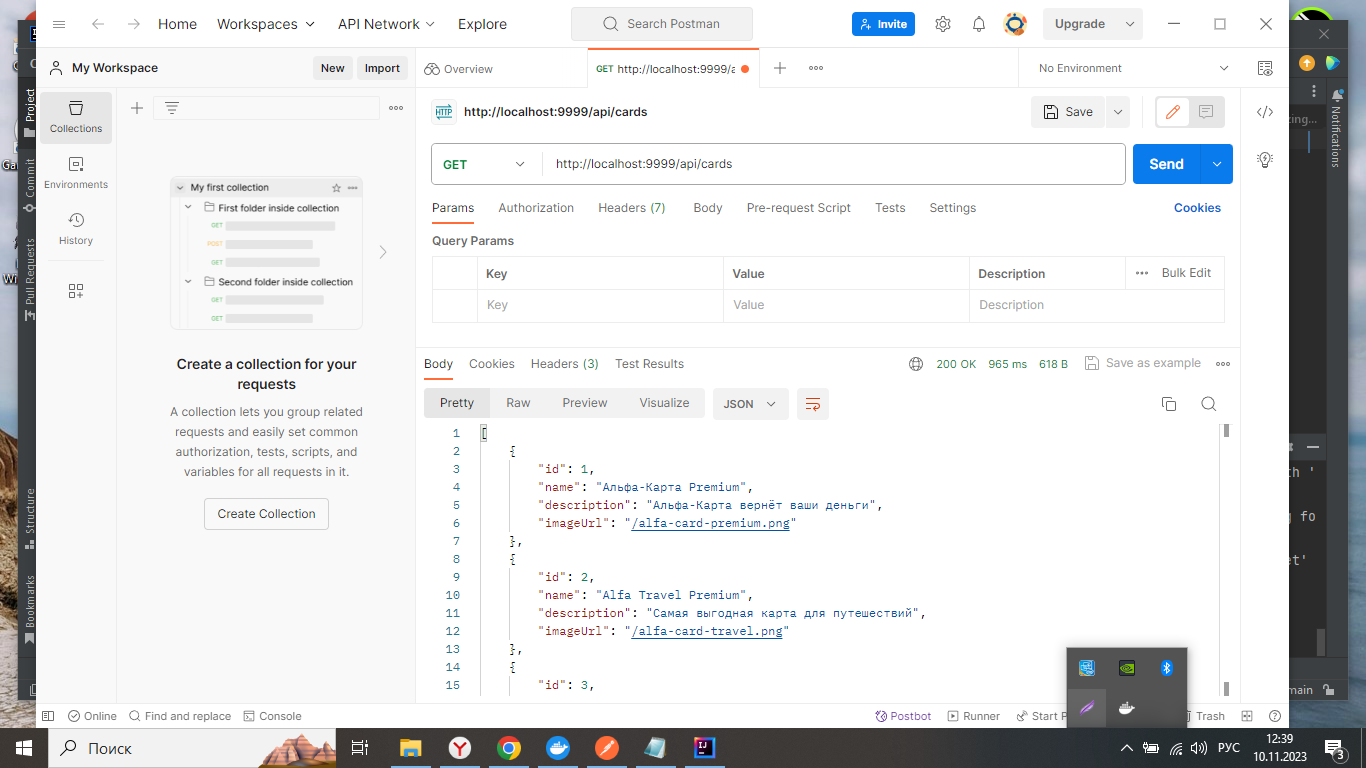 Home
Workspaces
API Network
Explore
Search Postman
Invite
Upgrade
My Workspace
New
Import
Overview
GET http://localhost:9999/a
No Environment
Collections
Environments
History
My first collection
First folder inside collection
GET
POST
GET
Second folder inside collection
GET
GET
Create a collection for your
requests
A collection lets you group related
requests and easily set common
authorization, tests, scripts, and
variables for all requests in it.
Create Collection
HTTP http://localhost:9999/api/cards
Save
GET http://localhost:9999/api/cards
Send
Params Authorization Headers (7) Body Pre-request Script Tests Settings Cookies
Query Params
Key Value Description Bulk Edit
Key Value Description
Body Cookies Headers (3) Test Results 200 OK 965 ms 618 B Save as example
Pretty Raw Preview Visualize JSON
1 [
2 {
3 "id": 1,
4 "name": "Альфа-Карта Premium",
5 "description": "Альфа-Карта вернёт ваши деньги",
6 "imageUrl": "/alfa-card-premium.png"
7 },
8 {
9 "id": 2,
10 "name": "Alfa Travel Premium",
11 "description": "Самая выгодная карта для путешествий",
12 "imageUrl": "/alfa-card-travel.png"
13 },
14 {
15 "id": 3,
Online Find and replace Console Postbot Runner Start Trash
Project
Commit
Pull Requests
Structure
Bookmarks
Notifications
zing...
th '
g fo
et'
main
Поиск
РУС
12:39
10.11.2023
3